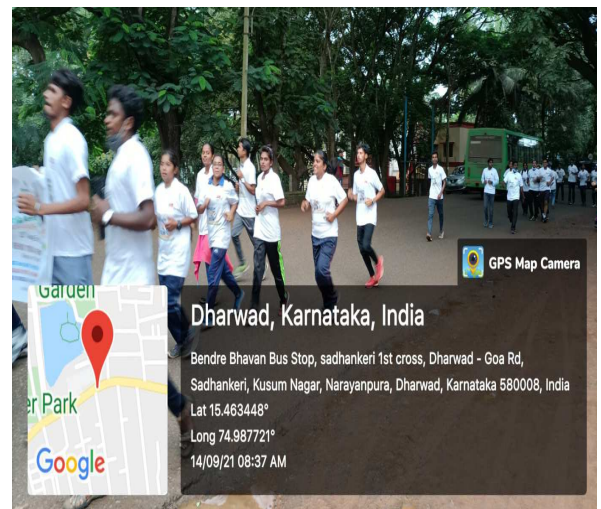 GPS Map Camera
Garden
er Park
Google
Dharwad, Karnataka, India
Bendre Bhavan Bus Stop, sadhankeri 1st cross, Dharwad - Goa Rd,
Sadhankeri, Kusum Nagar, Narayanpura, Dharwad, Karnataka 580008, India
Lat 15.463448°
Long 74.987721°
14/09/21 08:37 AM